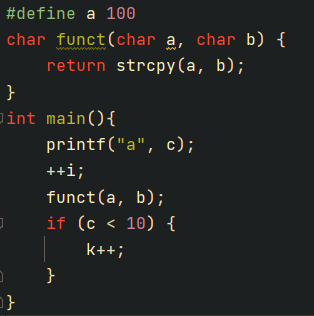 #define a 100
char funct(char a, char b) {
    return strcpy(a, b);
}
int main(){
    printf("a", c);
    ++i;
    funct(a, b);
    if (c < 10) {
        k++;
    }
}